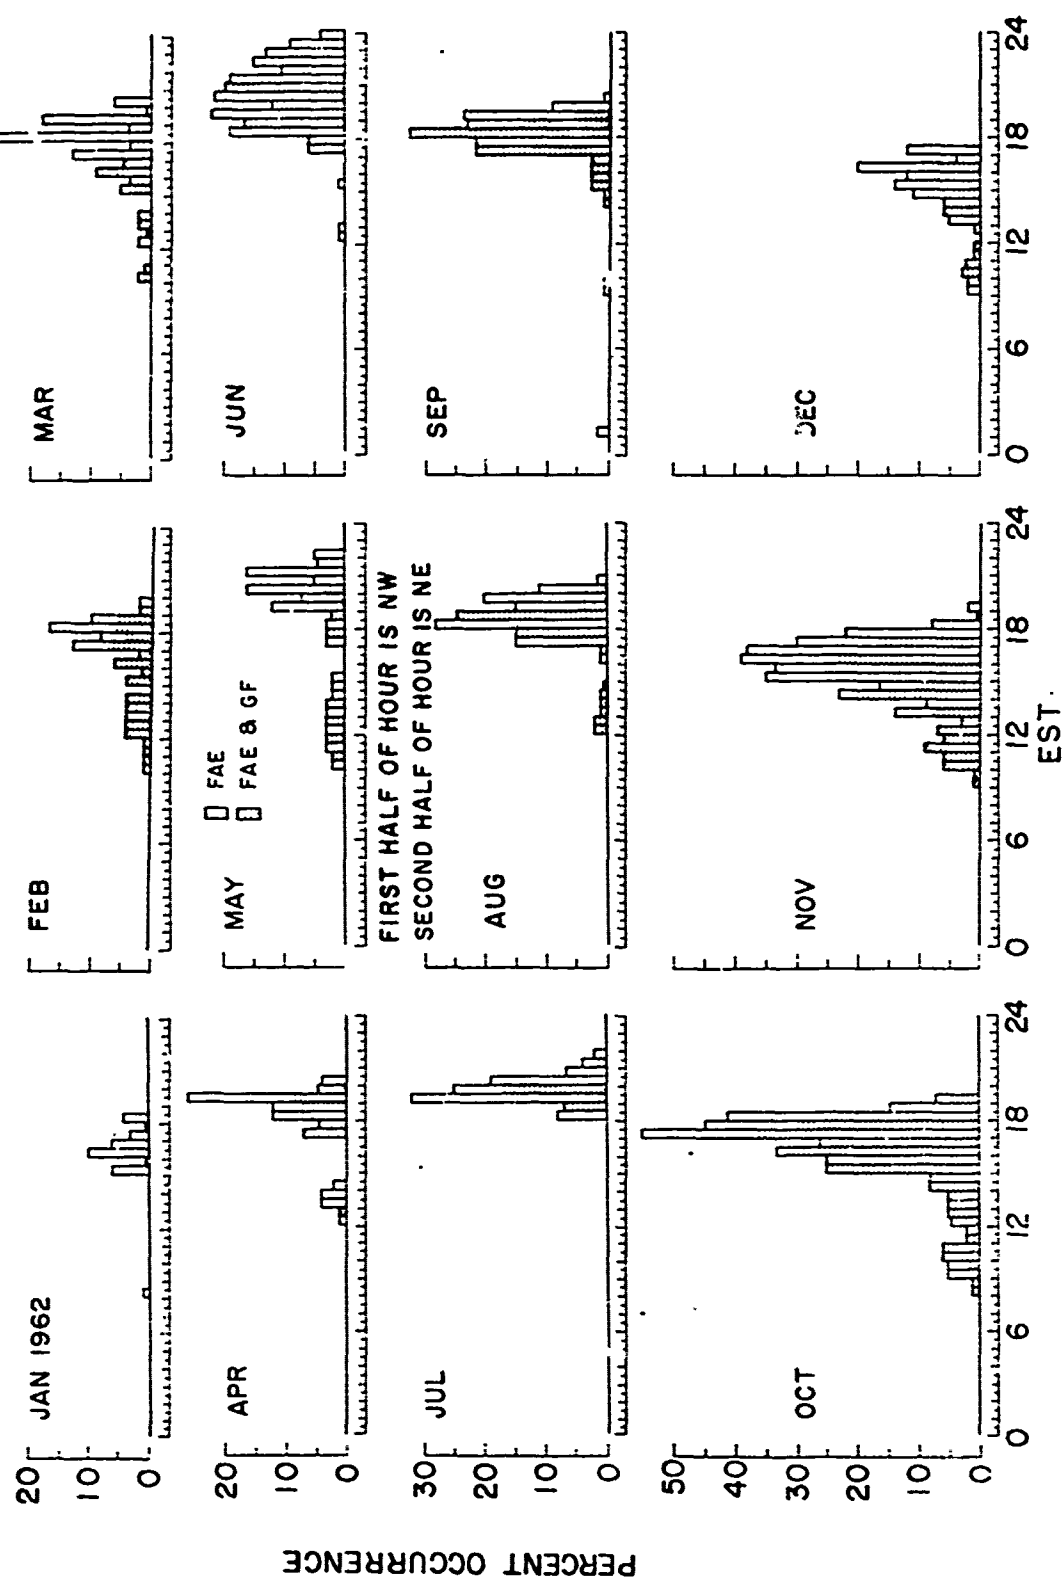 PERCENT OCCURRENCE
20
10
0
JAN 1962
FEB
MAR
20
10
0
APR
MAY
FAE
FAE & GF
JUN
FIRST HALF OF HOUR IS NW
SECOND HALF OF HOUR IS NE
30
20
10
0
JUL
AUG
SEP
50
40
30
20
10
0
OCT
NOV
DEC
0 6 12 18 24
0 6 12 18 24
0 6 12 18 24
EST.